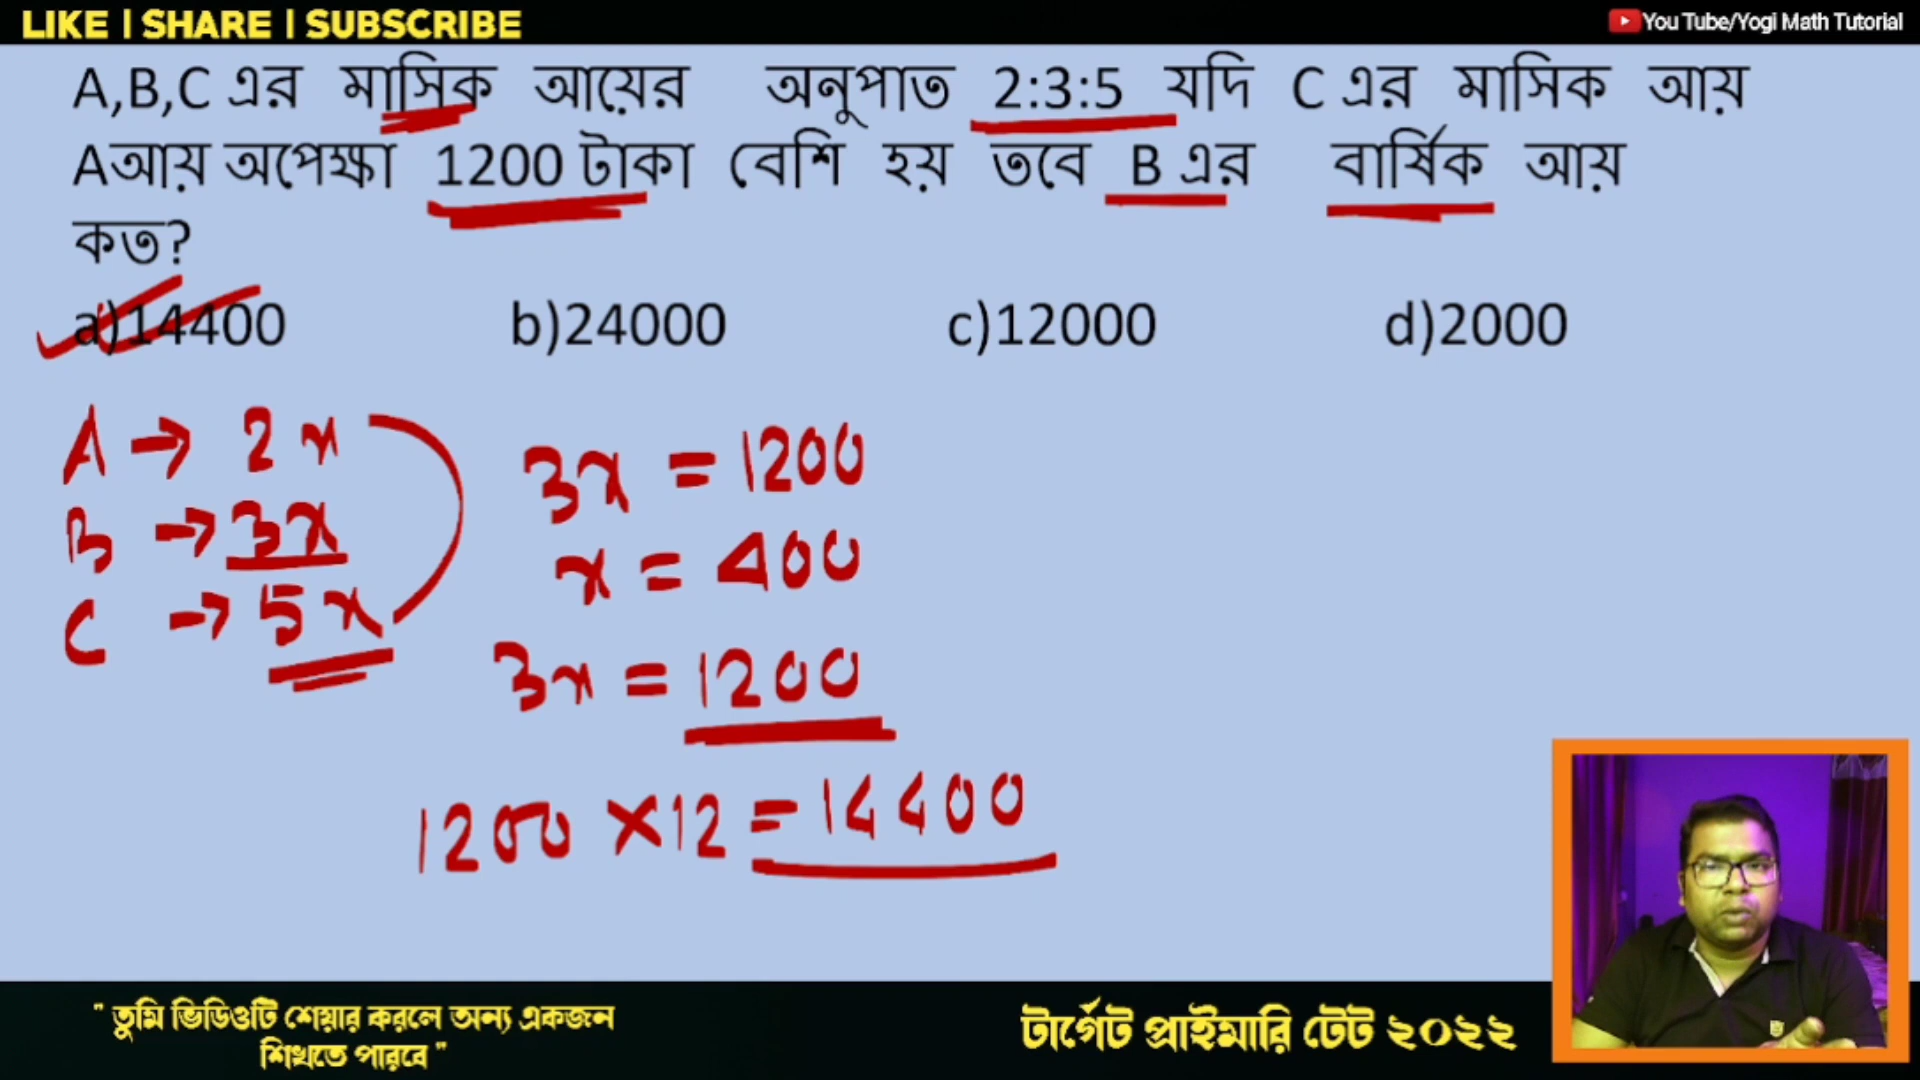 LIKE | SHARE | SUBSCRIBE
You Tube/Yogi Math Tutorial
A,B,C এর মাসিক আয়ের অনুপাত 2:3:5 যদি C এর মাসিক আয়
Aআয় অপেক্ষা 1200 টাকা বেশি হয় তবে B এর বার্ষিক আয়
কত?
a)14400 b)24000 c)12000 d)2000
A → 2x
B → 3x
C → 5x
3x = 1200
x = 400
3x = 1200
1200 × 12 = 14400
" তুমি ভিডিওটি শেয়ার করলে অন্য একজন
শিখতে পারবে "
টার্গেট প্রাইমারি টেট ২০২২